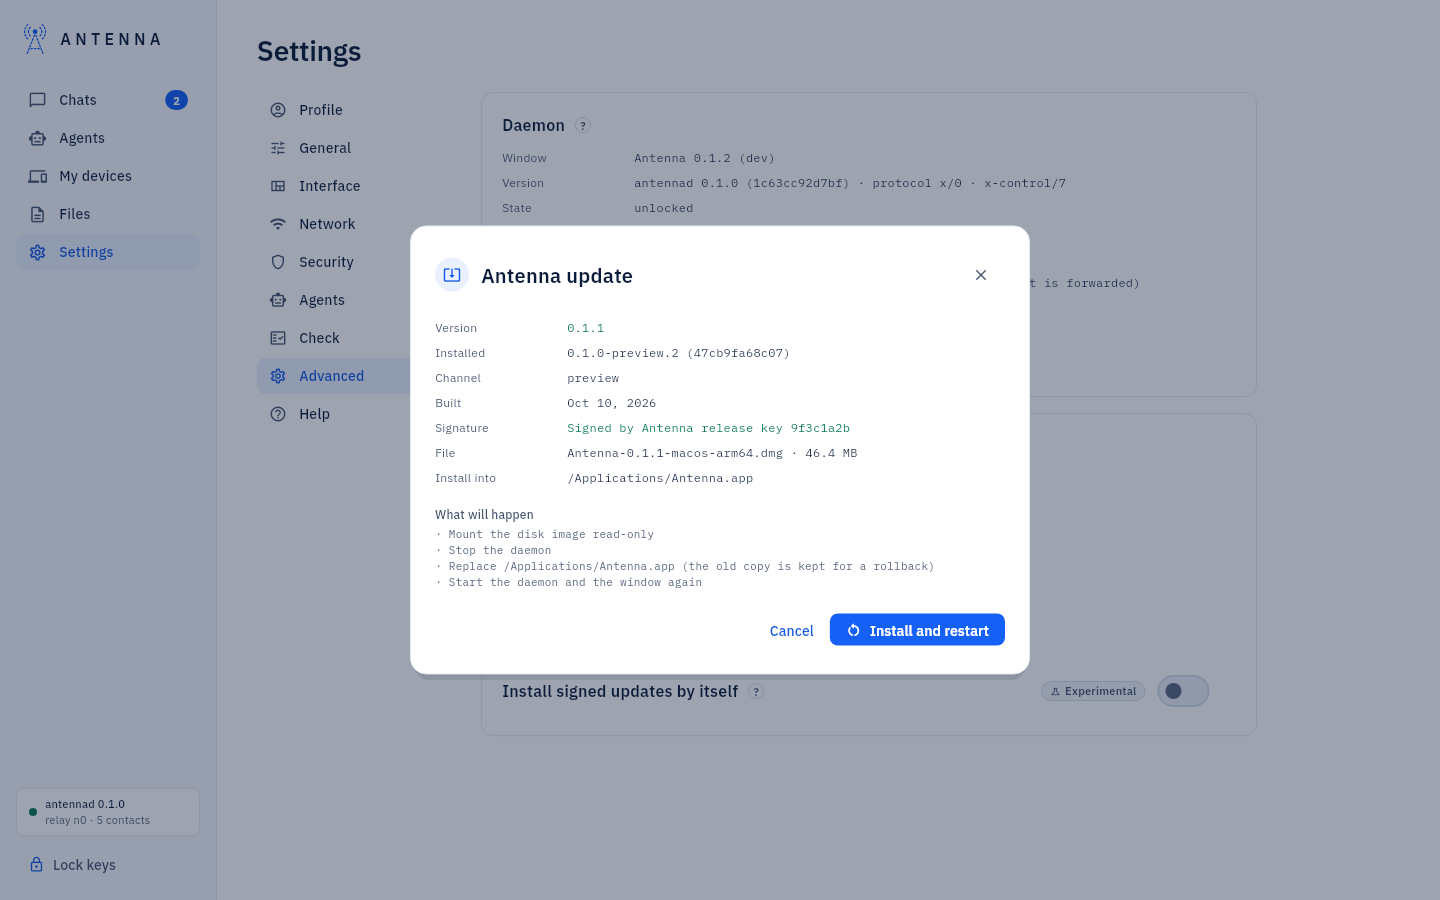 ANTENNA
Chats 2
Agents
My devices
Files
Settings
antennad 0.1.0
relay n0 · 5 contacts
Lock keys
Settings
Profile
General
Interface
Network
Security
Agents
Check
Advanced
Help
Daemon ?
Window Antenna 0.1.2 (dev)
Version antennad 0.1.0 (1c63cc92d7bf) · protocol x/0 · x-control/7
State unlocked
t is forwarded)
Antenna update
Version 0.1.1
Installed 0.1.0-preview.2 (47cb9fa68c07)
Channel preview
Built Oct 10, 2026
Signature Signed by Antenna release key 9f3c1a2b
File Antenna-0.1.1-macos-arm64.dmg · 46.4 MB
Install into /Applications/Antenna.app
What will happen
· Mount the disk image read-only
· Stop the daemon
· Replace /Applications/Antenna.app (the old copy is kept for a rollback)
· Start the daemon and the window again
Cancel Install and restart
Install signed updates by itself ? Experimental